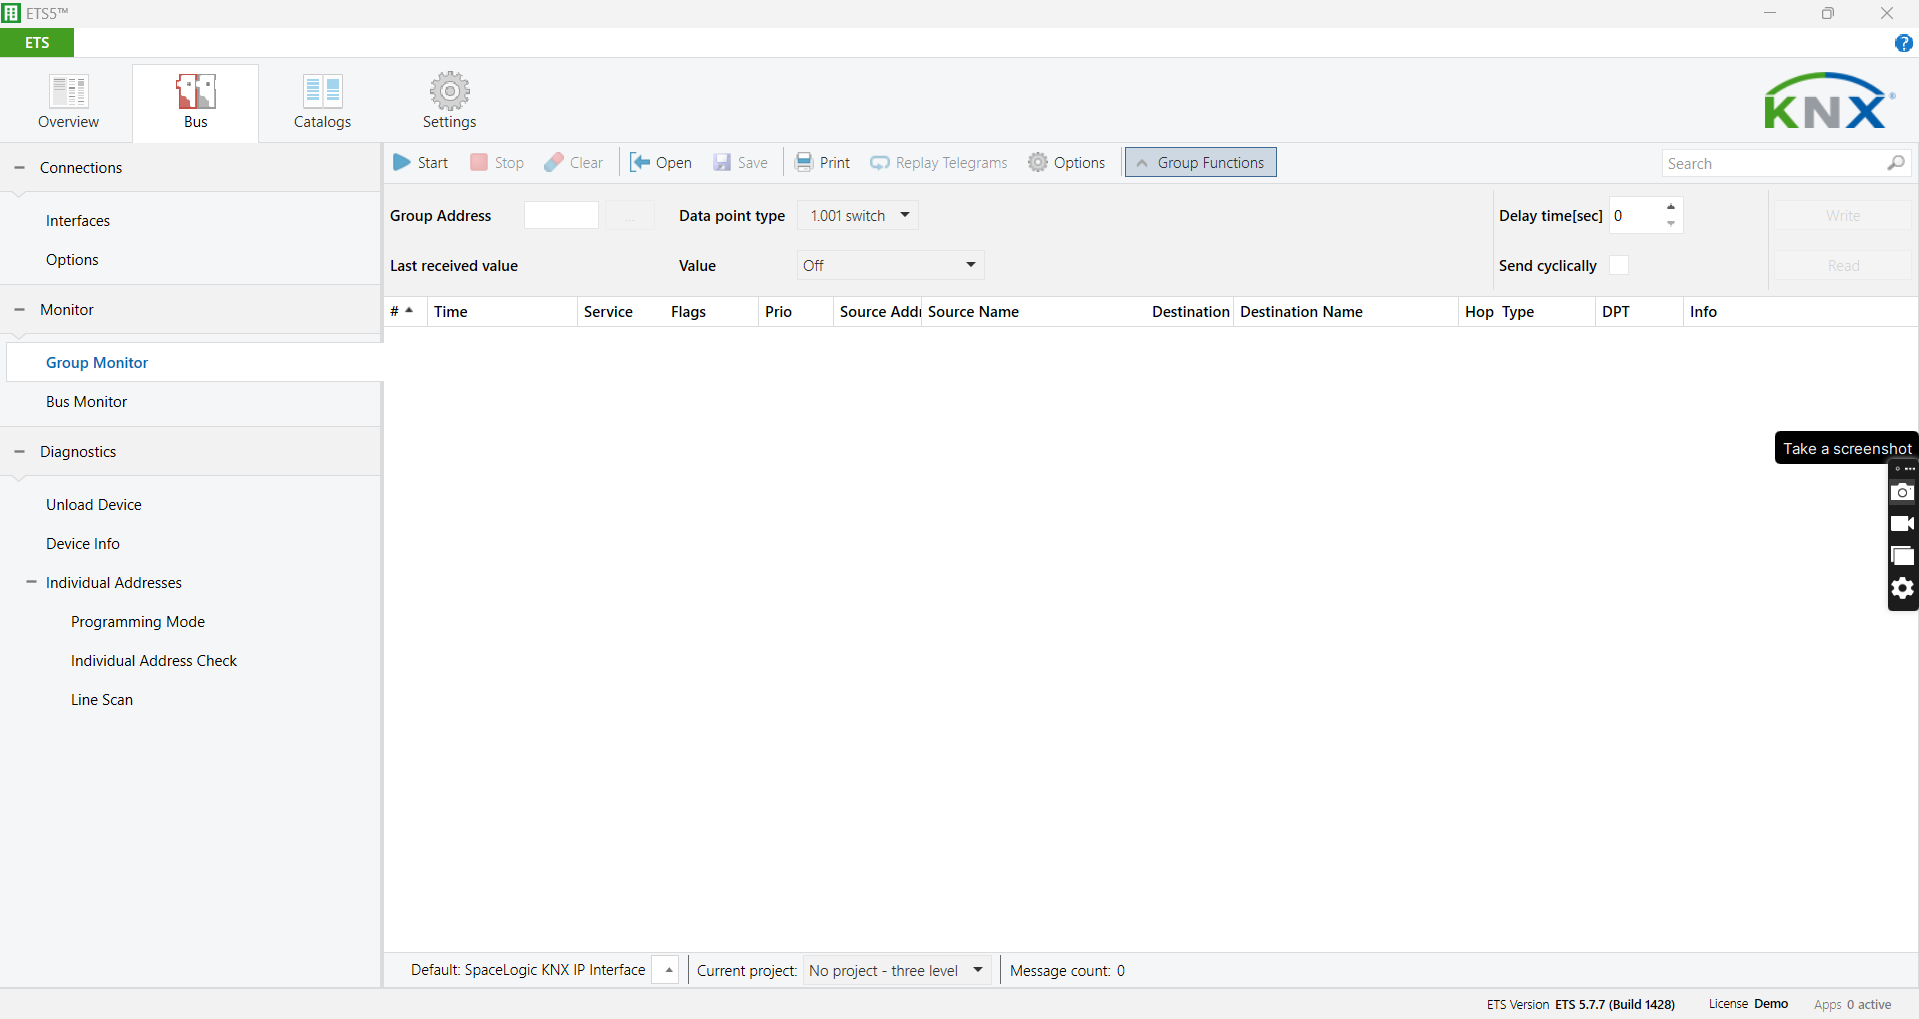 ETS5™
ETS
Overview
Bus
Catalogs
Settings
KNX®
Connections
Interfaces
Options
Monitor
Group Monitor
Bus Monitor
Diagnostics
Unload Device
Device Info
Individual Addresses
Programming Mode
Individual Address Check
Line Scan
Start Stop Clear Open Save Print Replay Telegrams Options Group Functions Search
Group Address ... Data point type 1.001 switch Delay time[sec] 0 Write
Last received value Value Off Send cyclically Read
# Time Service Flags Prio Source Addr Source Name Destination Destination Name Hop Type DPT Info
Take a screenshot
Default: SpaceLogic KNX IP Interface Current project: No project - three level Message count: 0
ETS Version ETS 5.7.7 (Build 1428) License Demo Apps 0 active